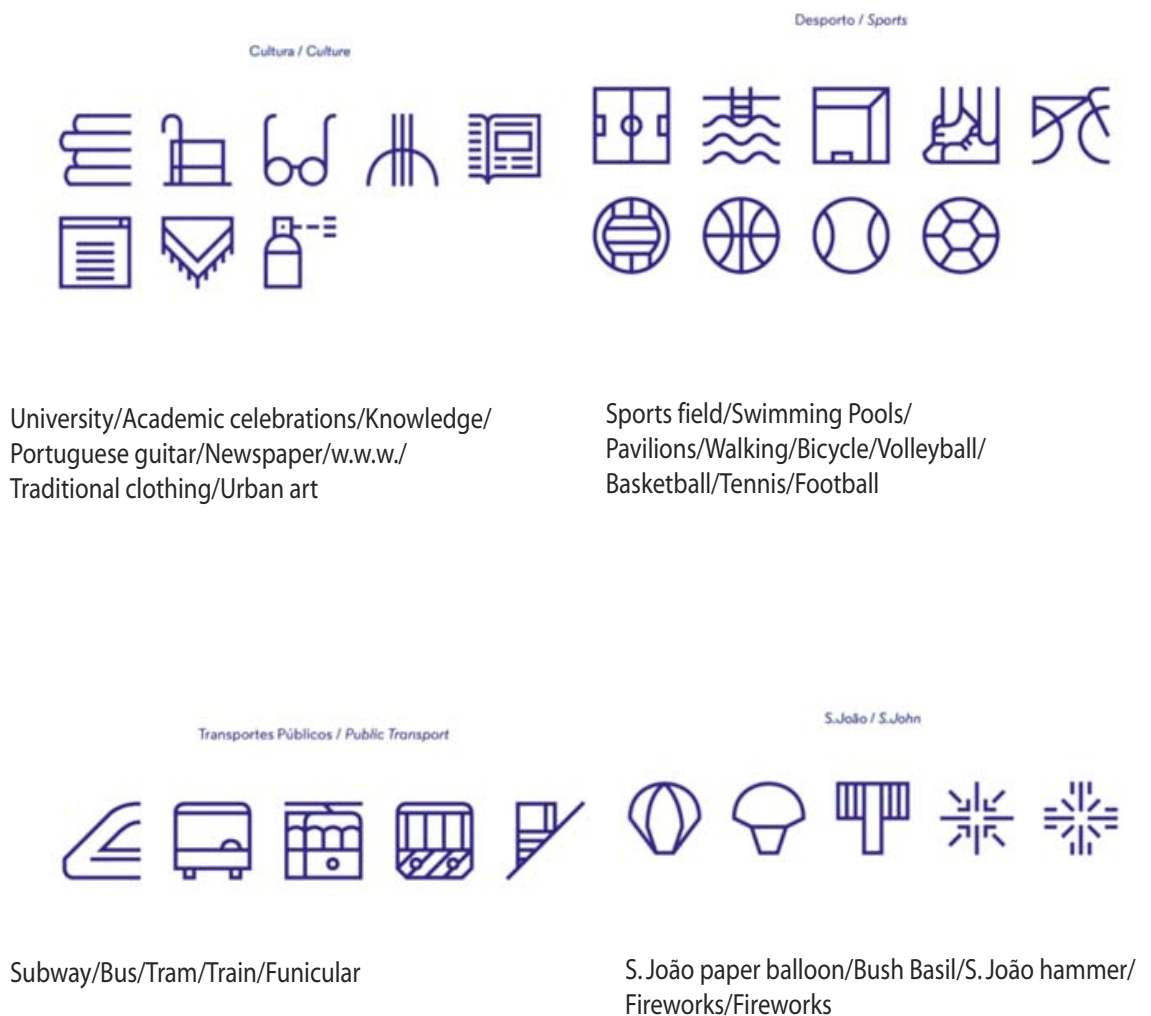 Cultura / Culture
University/Academic celebrations/Knowledge/
Portuguese guitar/Newspaper/w.w.w./
Traditional clothing/Urban art
Desporto / Sports
Sports field/Swimming Pools/
Pavilions/Walking/Bicycle/Volleyball/
Basketball/Tennis/Football
Transportes Públicos / Public Transport
Subway/Bus/Tram/Train/Funicular
S.João / S.John
S. João paper balloon/Bush Basil/S. João hammer/
Fireworks/Fireworks